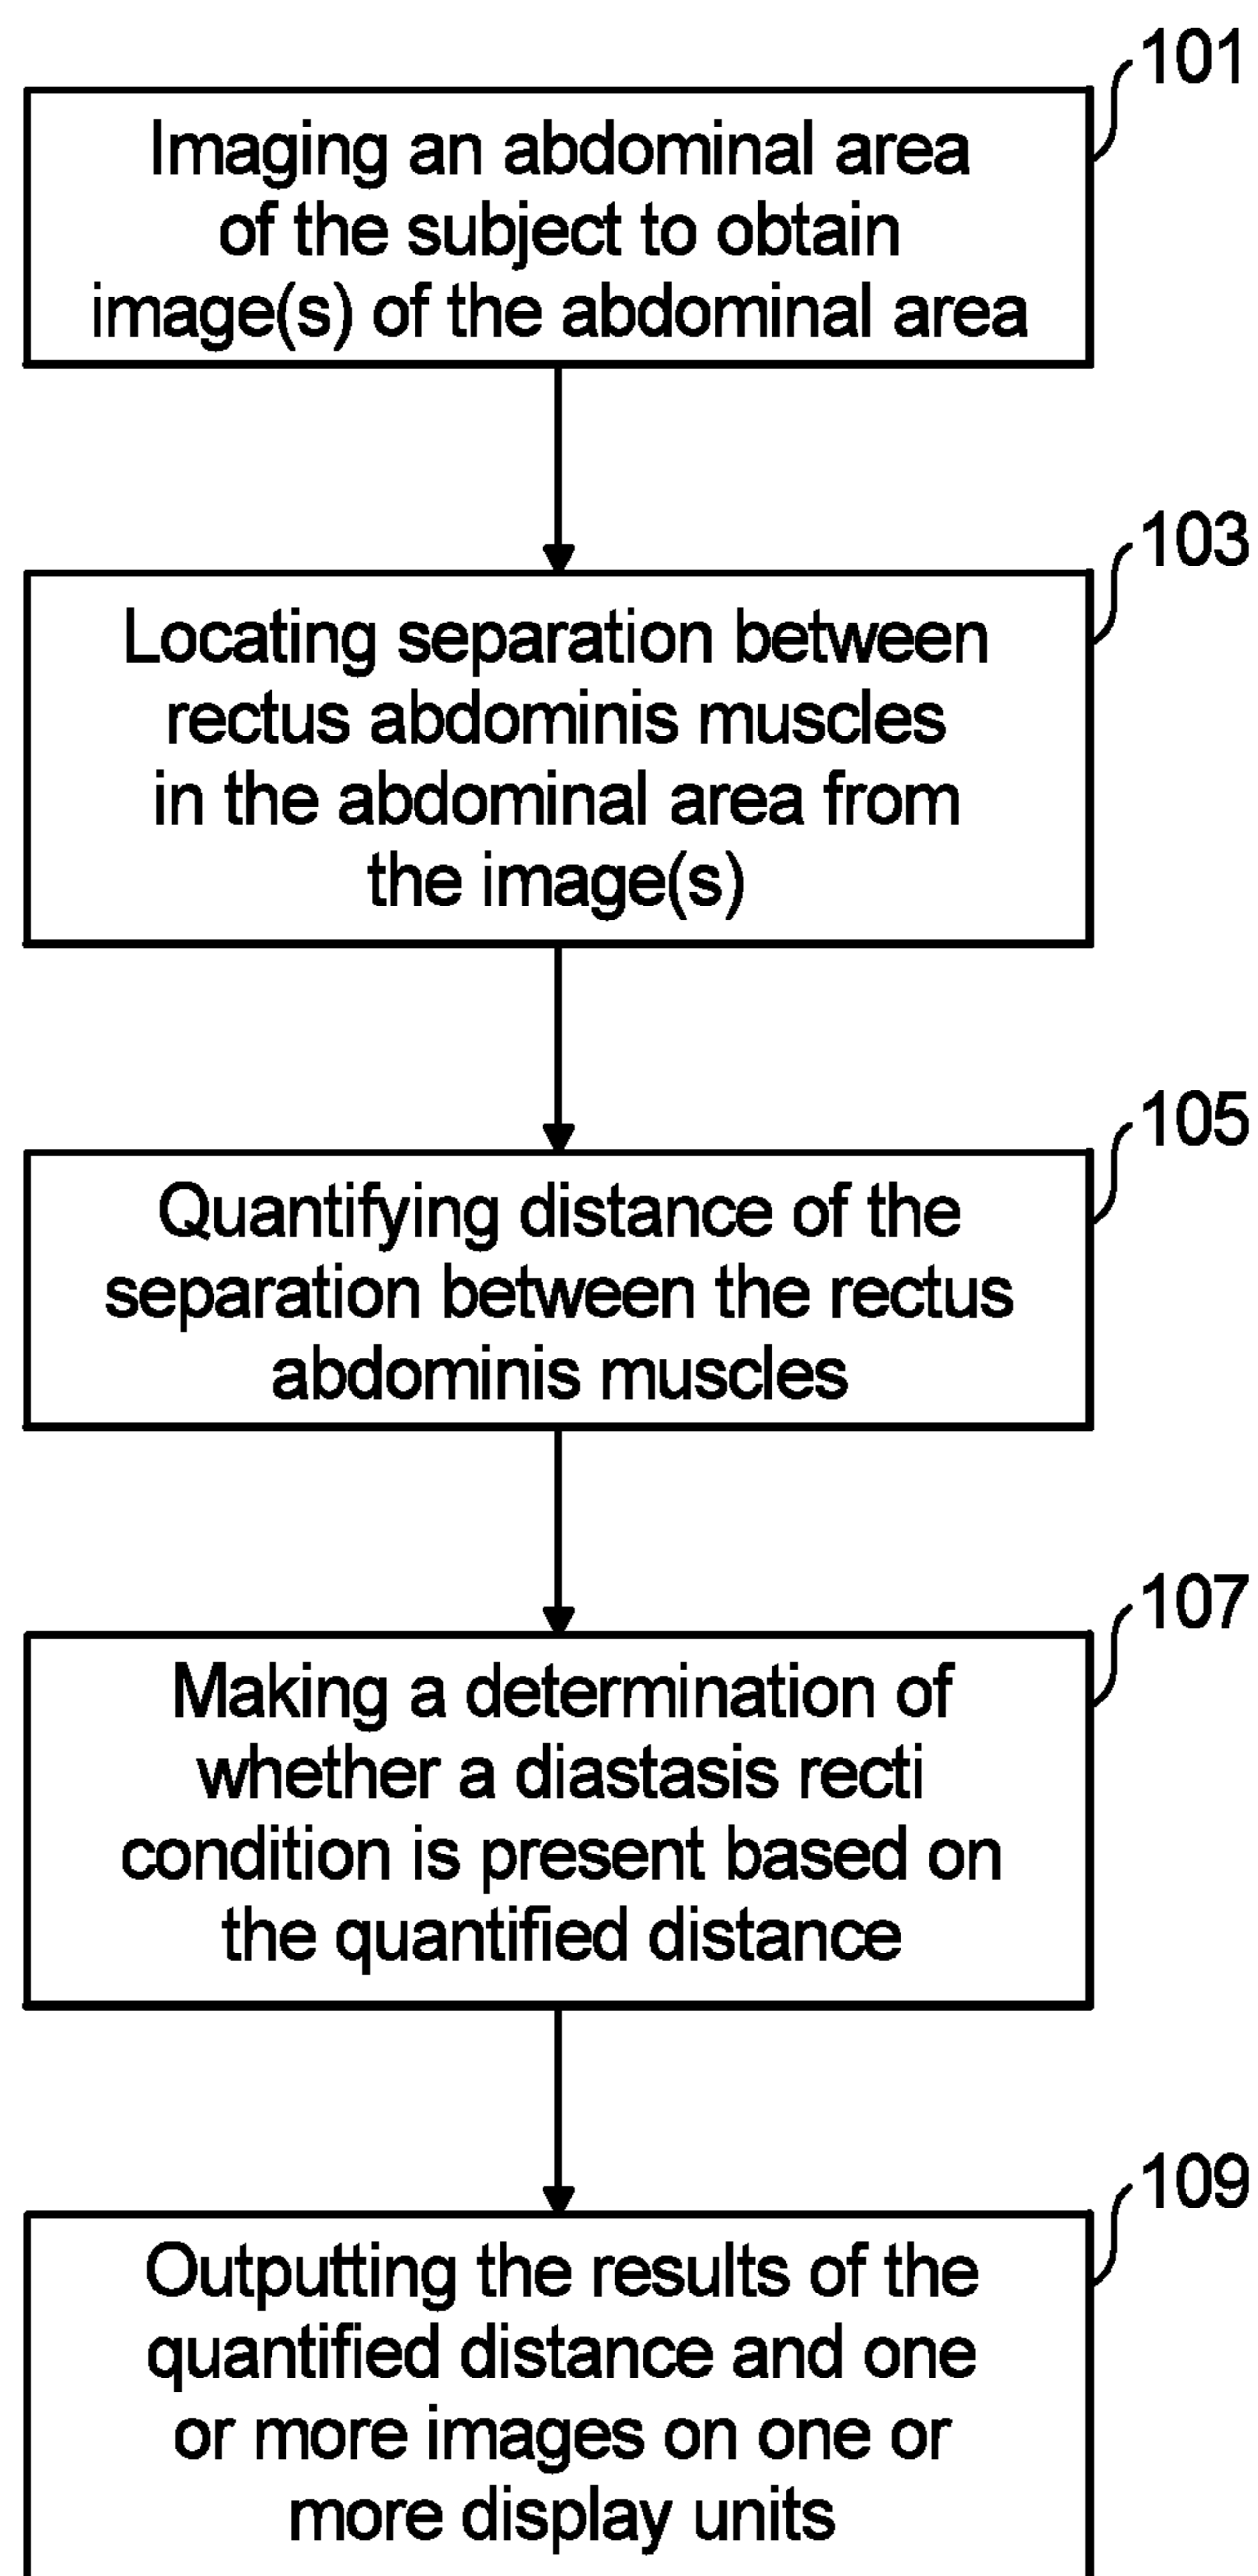 101
Imaging an abdominal area
of the subject to obtain
image(s) of the abdominal area
103
Locating separation between
rectus abdominis muscles
in the abdominal area from
the image(s)
105
Quantifying distance of the
separation between the rectus
abdominis muscles
107
Making a determination of
whether a diastasis recti
condition is present based on
the quantified distance
109
Outputting the results of the
quantified distance and one
or more images on one or
more display units